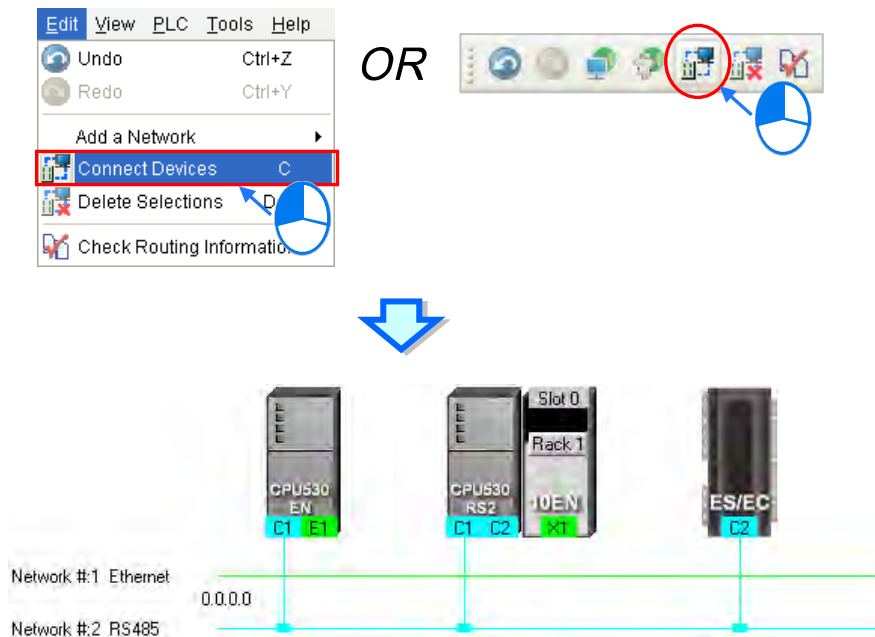 Edit View PLC Tools Help
Undo Ctrl+Z
Redo Ctrl+Y
Add a Network
Connect Devices C
Delete Selections D
Check Routing Informatio
OR
Slot 0
Rack 1
CPU530
EN
C1 E1
CPU530
RS2
C1 C2
10EN
X1
ES/EC
C2
Network #:1 Ethernet
0.0.0.0
Network #:2 RS485